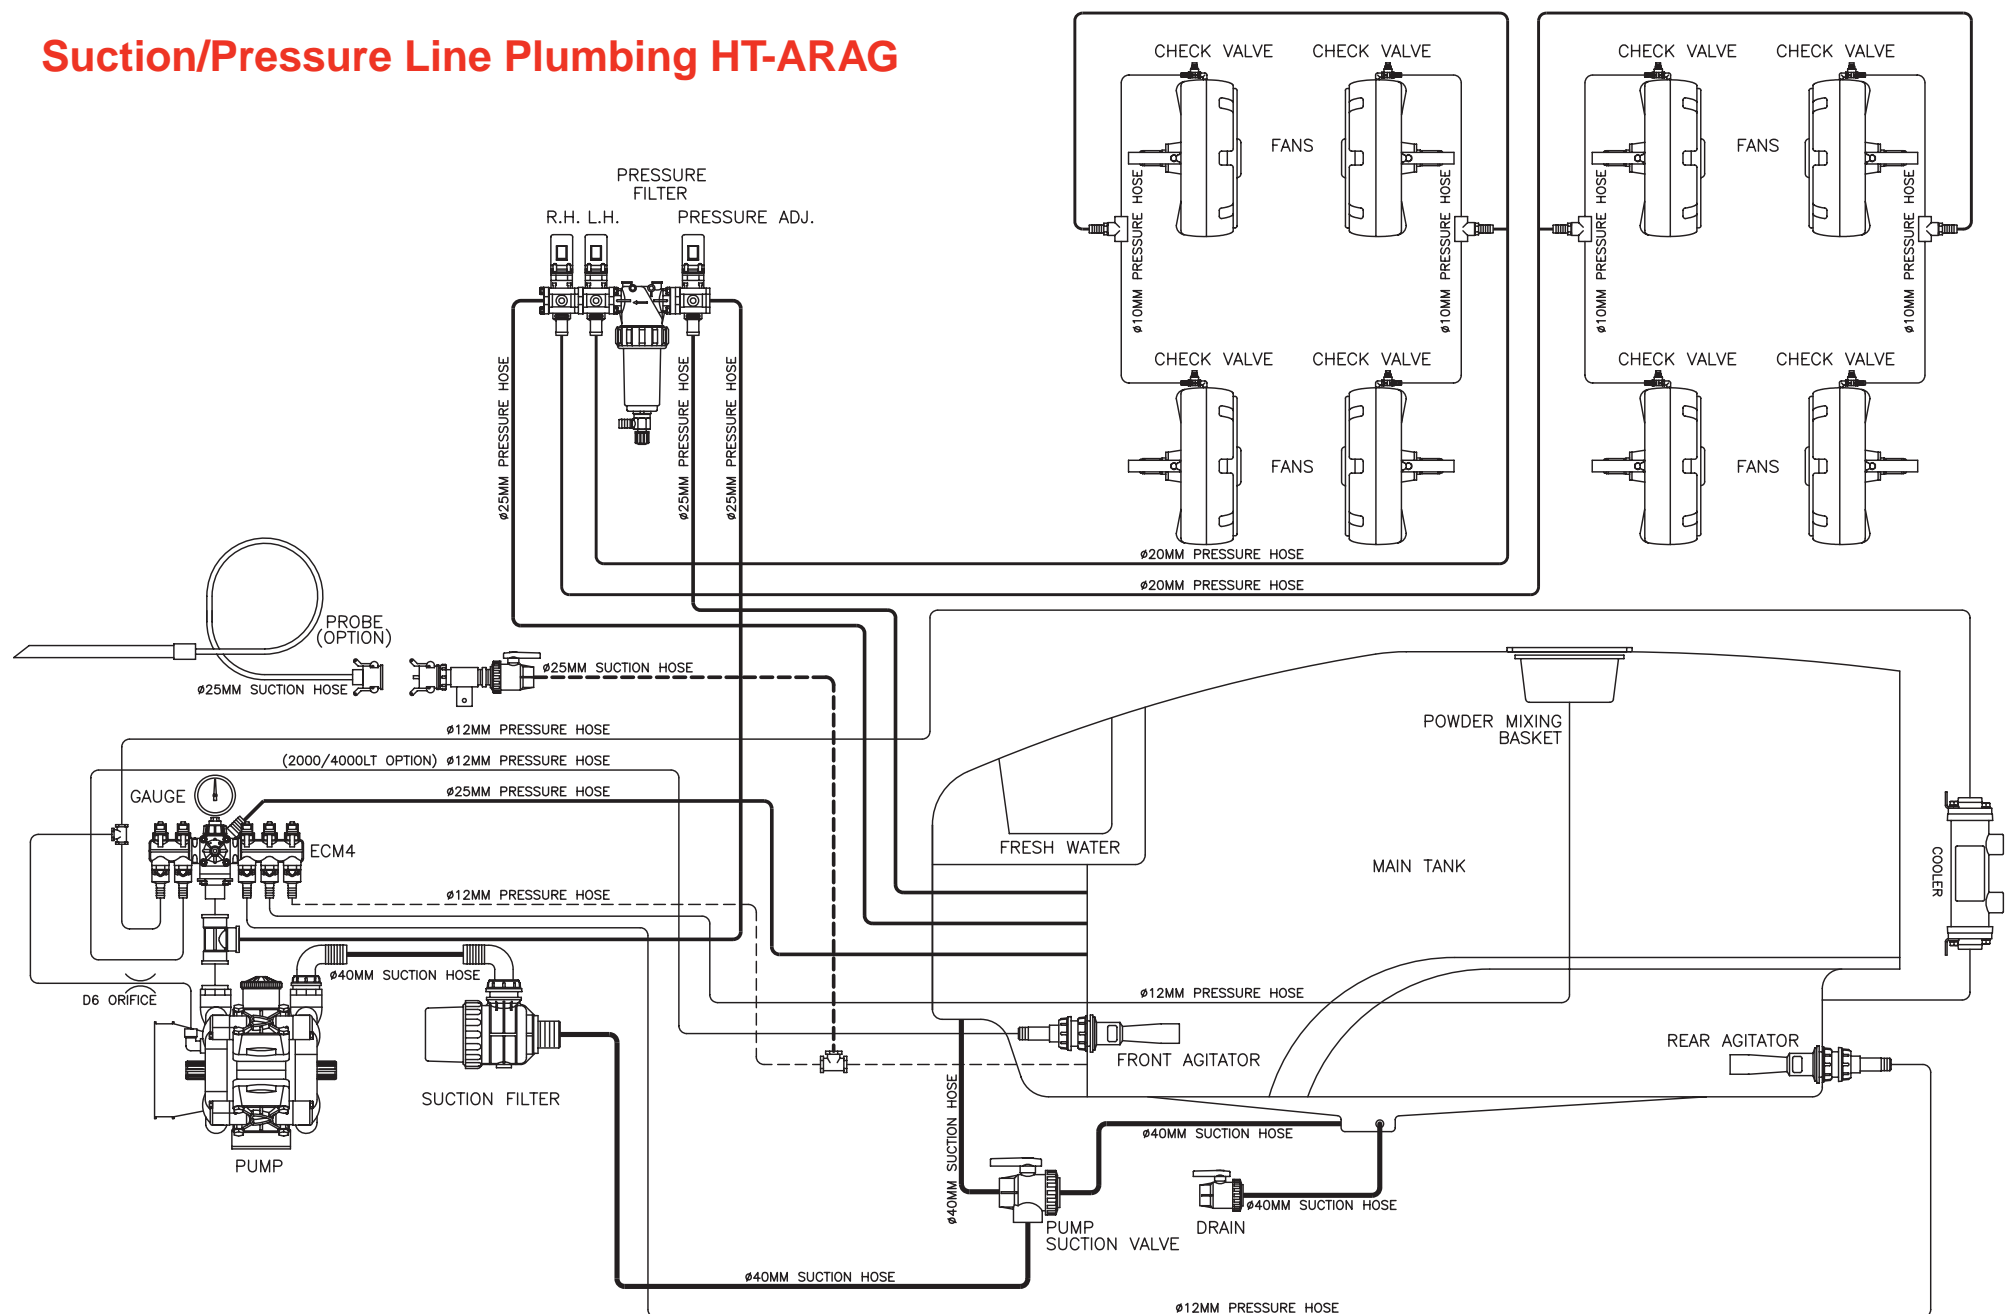 Suction/Pressure Line Plumbing HT-ARAG
CHECK VALVE
CHECK VALVE
CHECK VALVE
CHECK VALVE
FANS
FANS
ø10MM PRESSURE HOSE
ø10MM PRESSURE HOSE
ø10MM PRESSURE HOSE
ø10MM PRESSURE HOSE
PRESSURE
FILTER
R.H. L.H.
PRESSURE ADJ.
CHECK VALVE
CHECK VALVE
CHECK VALVE
CHECK VALVE
FANS
FANS
ø25MM PRESSURE HOSE
ø25MM PRESSURE HOSE
ø25MM PRESSURE HOSE
ø20MM PRESSURE HOSE
ø20MM PRESSURE HOSE
PROBE
(OPTION)
ø25MM SUCTION HOSE
ø25MM SUCTION HOSE
ø12MM PRESSURE HOSE
(2000/4000LT OPTION) ø12MM PRESSURE HOSE
ø25MM PRESSURE HOSE
GAUGE
ECM4
ø12MM PRESSURE HOSE
POWDER MIXING
BASKET
FRESH WATER
MAIN TANK
COOLER
ø40MM SUCTION HOSE
D6 ORIFICE
ø12MM PRESSURE HOSE
FRONT AGITATOR
REAR AGITATOR
SUCTION FILTER
PUMP
ø40MM SUCTION HOSE
ø40MM SUCTION HOSE
ø40MM SUCTION HOSE
PUMP
SUCTION VALVE
DRAIN
ø40MM SUCTION HOSE
ø12MM PRESSURE HOSE